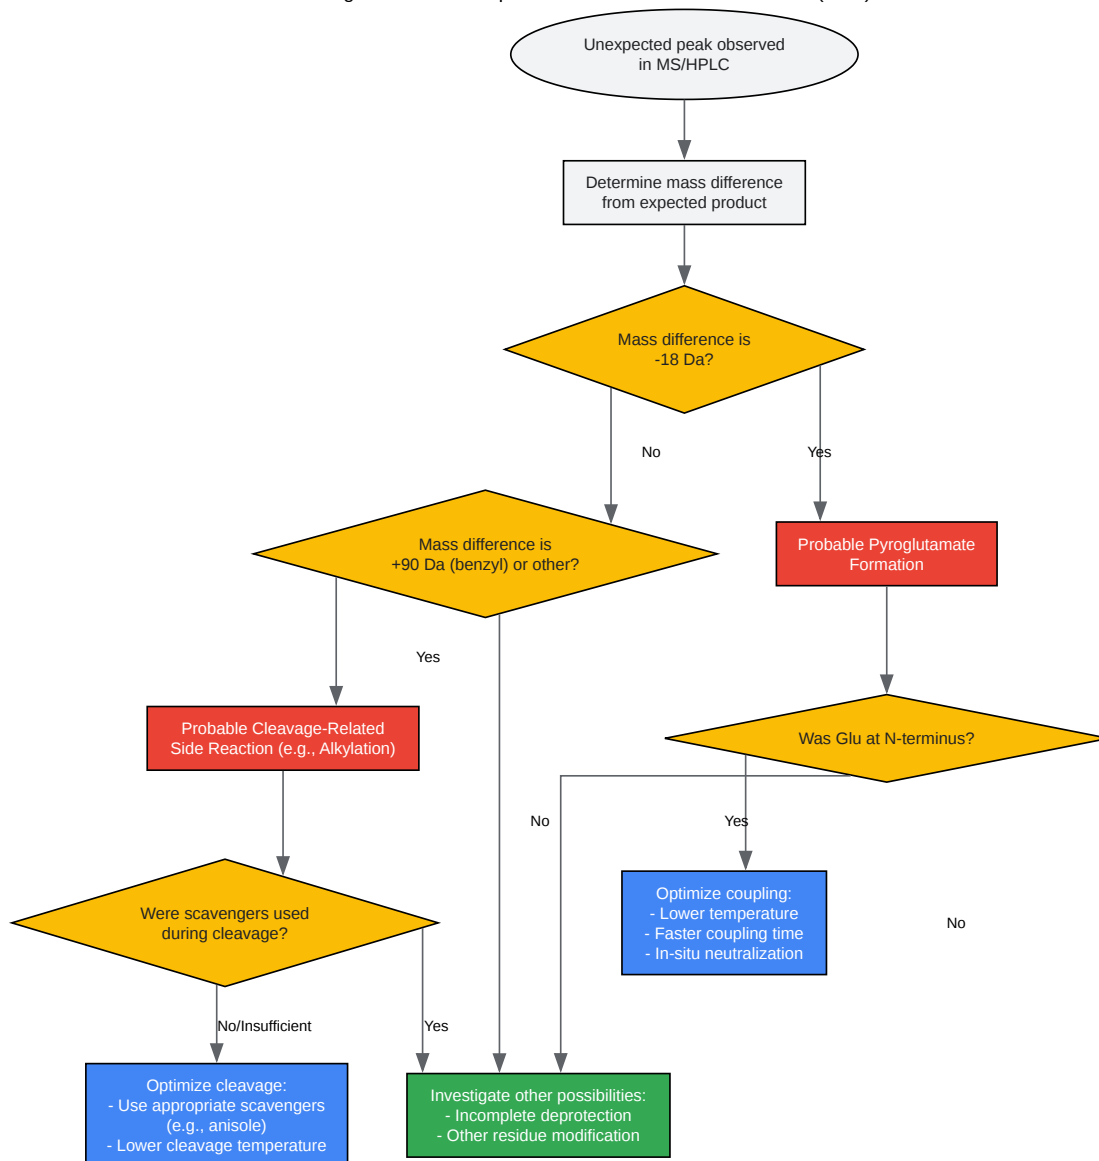 Unexpected peak observed
in MS/HPLC
Determine mass difference
from expected product
Mass difference is
-18 Da?
No
Yes
Mass difference is
+90 Da (benzyl) or other?
Probable Pyroglutamate
Formation
Yes
Probable Cleavage-Related
Side Reaction (e.g., Alkylation)
Was Glu at N-terminus?
No
Yes
Optimize coupling:
- Lower temperature
- Faster coupling time
- In-situ neutralization
Were scavengers used
during cleavage?
No
No/Insufficient
Yes
Optimize cleavage:
- Use appropriate scavengers
(e.g., anisole)
- Lower cleavage temperature
Investigate other possibilities:
- Incomplete deprotection
- Other residue modification